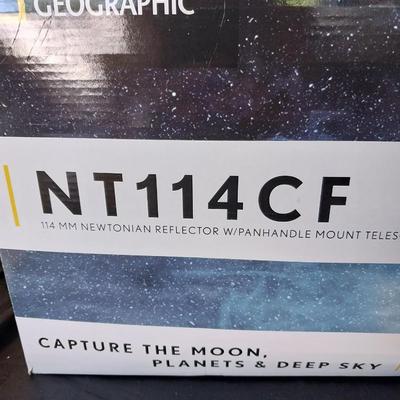 GEOGRAPHIC
NT114CF
114 MM NEWTONIAN REFLECTOR W/PANHANDLE MOUNT TELES
CAPTURE THE MOON,
PLANETS & DEEP SKY